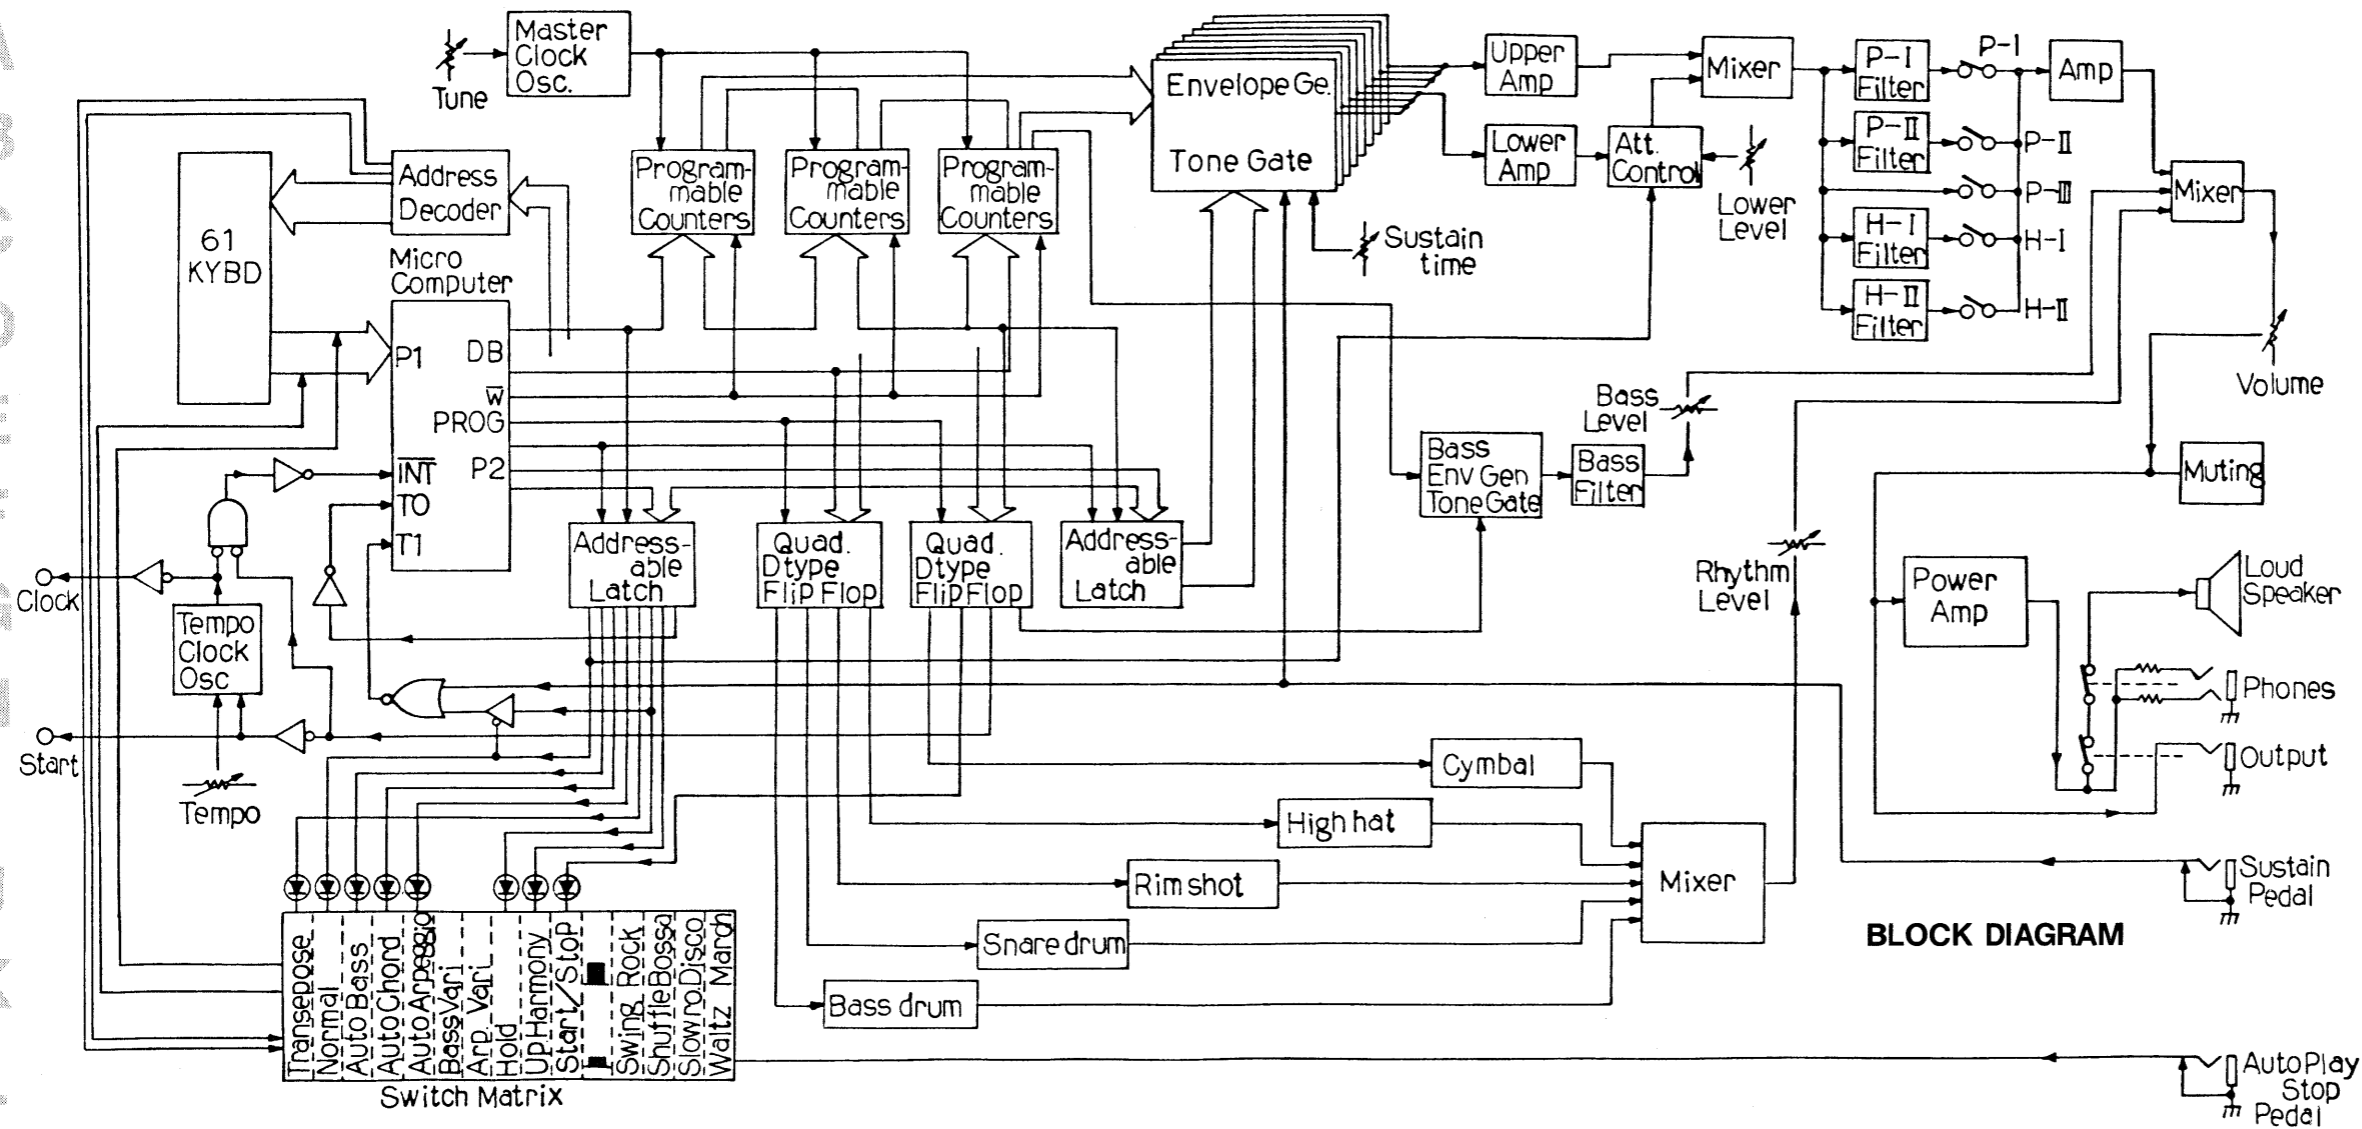 Master
Clock
Osc.
Tune
Envelope Ge.
Tone Gate
Upper
Amp
Mixer
P-I
Filter
P-I
Amp
Lower
Amp
Att.
Control
Lower
Level
P-II
Filter
P-II
P-III
H-I
Filter
H-I
H-II
Filter
H-II
Mixer
Volume
61
KYBD
Address
Decoder
Program-
mable
Counters
Program-
mable
Counters
Program-
mable
Counters
Sustain
time
Micro
Computer
P1
DB
W
PROG
P2
INT
T0
T1
Bass
Level
Bass
Env Gen
Tone Gate
Bass
Filter
Muting
Clock
Tempo
Clock
Osc
Start
Tempo
Address-
able
Latch
Quad.
Dtype
Flip Flop
Quad.
Dtype
Flip Flop
Address-
able
Latch
Rhythm
Level
Power
Amp
Loud
Speaker
Phones
Output
Cymbal
High hat
Rim shot
Snare drum
Bass drum
Mixer
Sustain
Pedal
BLOCK DIAGRAM
Transepose
Normal
Auto Bass
Auto Chord
Auto Arpeggio
Bass Vari
Arp. Vari.
Hold
Up Harmony
Start/Stop
Swing Rock
Shuffle Bossa
Slowro. Disco
Waltz March
Switch Matrix
Auto Play
Stop
Pedal